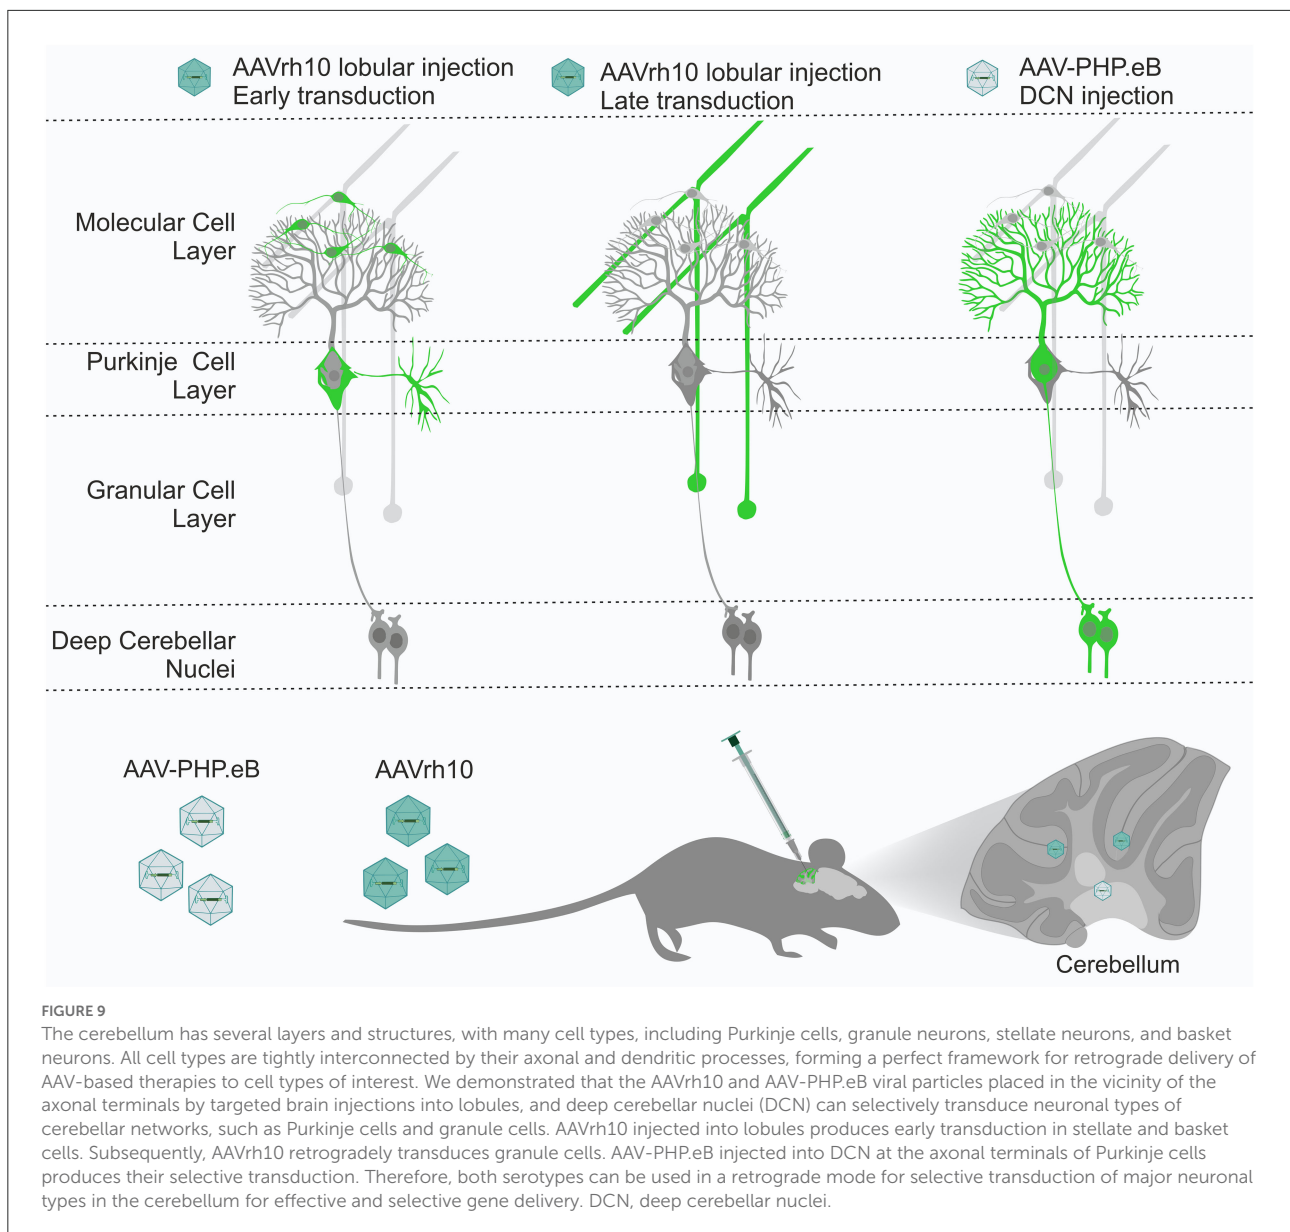 AAVrh10 lobular injection
Early transduction
AAVrh10 lobular injection
Late transduction
AAV-PHP.eB
DCN injection
Molecular Cell
Layer
Purkinje Cell
Layer
Granular Cell
Layer
Deep Cerebellar
Nuclei
AAV-PHP.eB
AAVrh10
Cerebellum
FIGURE 9
The cerebellum has several layers and structures, with many cell types, including Purkinje cells, granule neurons, stellate neurons, and basket
neurons. All cell types are tightly interconnected by their axonal and dendritic processes, forming a perfect framework for retrograde delivery of
AAV-based therapies to cell types of interest. We demonstrated that the AAVrh10 and AAV-PHP.eB viral particles placed in the vicinity of the
axonal terminals by targeted brain injections into lobules, and deep cerebellar nuclei (DCN) can selectively transduce neuronal types of
cerebellar networks, such as Purkinje cells and granule cells. AAVrh10 injected into lobules produces early transduction in stellate and basket
cells. Subsequently, AAVrh10 retrogradely transduces granule cells. AAV-PHP.eB injected into DCN at the axonal terminals of Purkinje cells
produces their selective transduction. Therefore, both serotypes can be used in a retrograde mode for selective transduction of major neuronal
types in the cerebellum for effective and selective gene delivery. DCN, deep cerebellar nuclei.